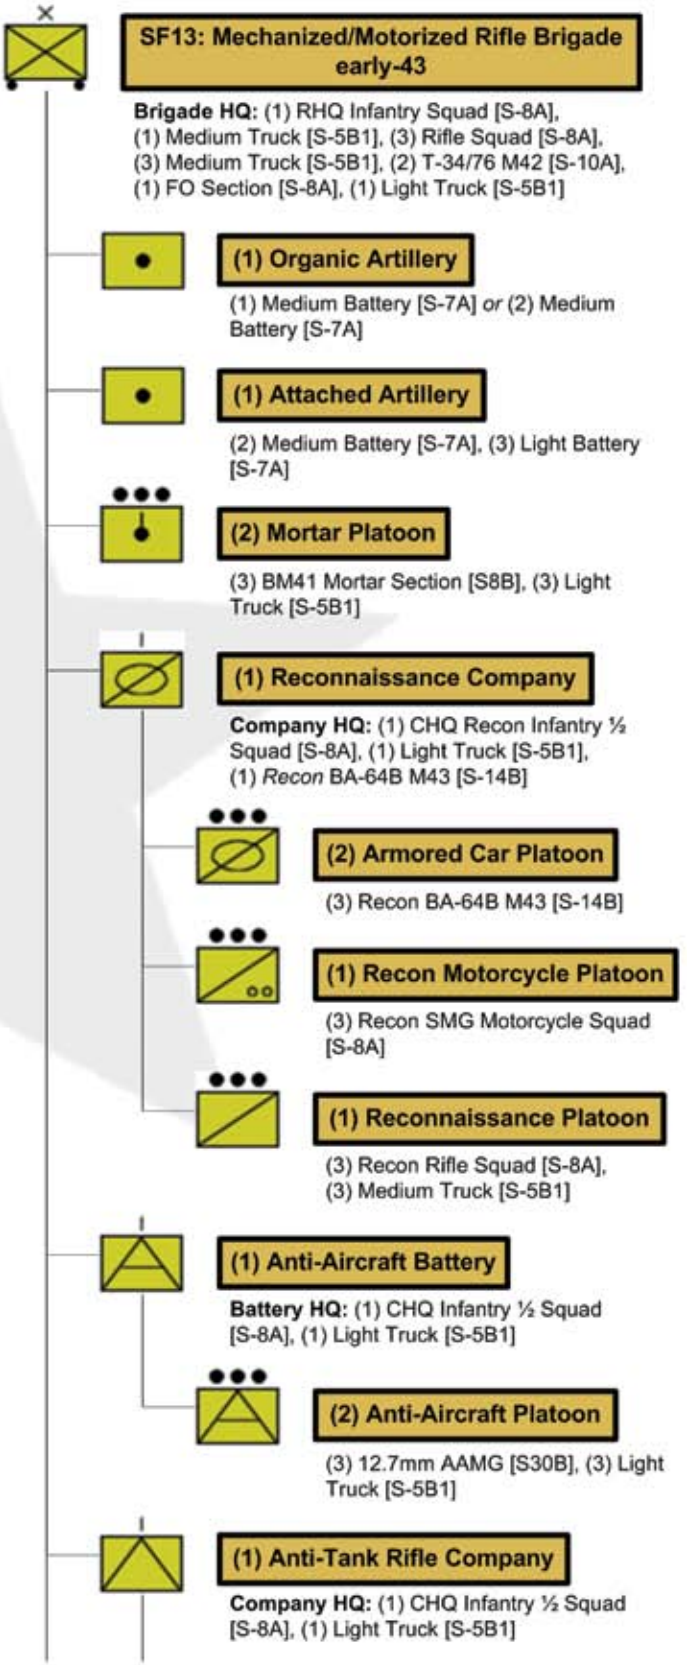 SF13: Mechanized/Motorized Rifle Brigade
early-43
Brigade HQ: (1) RHQ Infantry Squad [S-8A],
(1) Medium Truck [S-5B1], (3) Rifle Squad [S-8A],
(3) Medium Truck [S-5B1], (2) T-34/76 M42 [S-10A],
(1) FO Section [S-8A], (1) Light Truck [S-5B1]
(1) Organic Artillery
(1) Medium Battery [S-7A] or (2) Medium
Battery [S-7A]
(1) Attached Artillery
(2) Medium Battery [S-7A], (3) Light Battery
[S-7A]
(2) Mortar Platoon
(3) BM41 Mortar Section [S8B], (3) Light
Truck [S-5B1]
(1) Reconnaissance Company
Company HQ: (1) CHQ Recon Infantry ½
Squad [S-8A], (1) Light Truck [S-5B1],
(1) Recon BA-64B M43 [S-14B]
(2) Armored Car Platoon
(3) Recon BA-64B M43 [S-14B]
(1) Recon Motorcycle Platoon
(3) Recon SMG Motorcycle Squad
[S-8A]
(1) Reconnaissance Platoon
(3) Recon Rifle Squad [S-8A],
(3) Medium Truck [S-5B1]
(1) Anti-Aircraft Battery
Battery HQ: (1) CHQ Infantry ½ Squad
[S-8A], (1) Light Truck [S-5B1]
(2) Anti-Aircraft Platoon
(3) 12.7mm AAMG [S30B], (3) Light
Truck [S-5B1]
(1) Anti-Tank Rifle Company
Company HQ: (1) CHQ Infantry ½ Squad
[S-8A], (1) Light Truck [S-5B1]